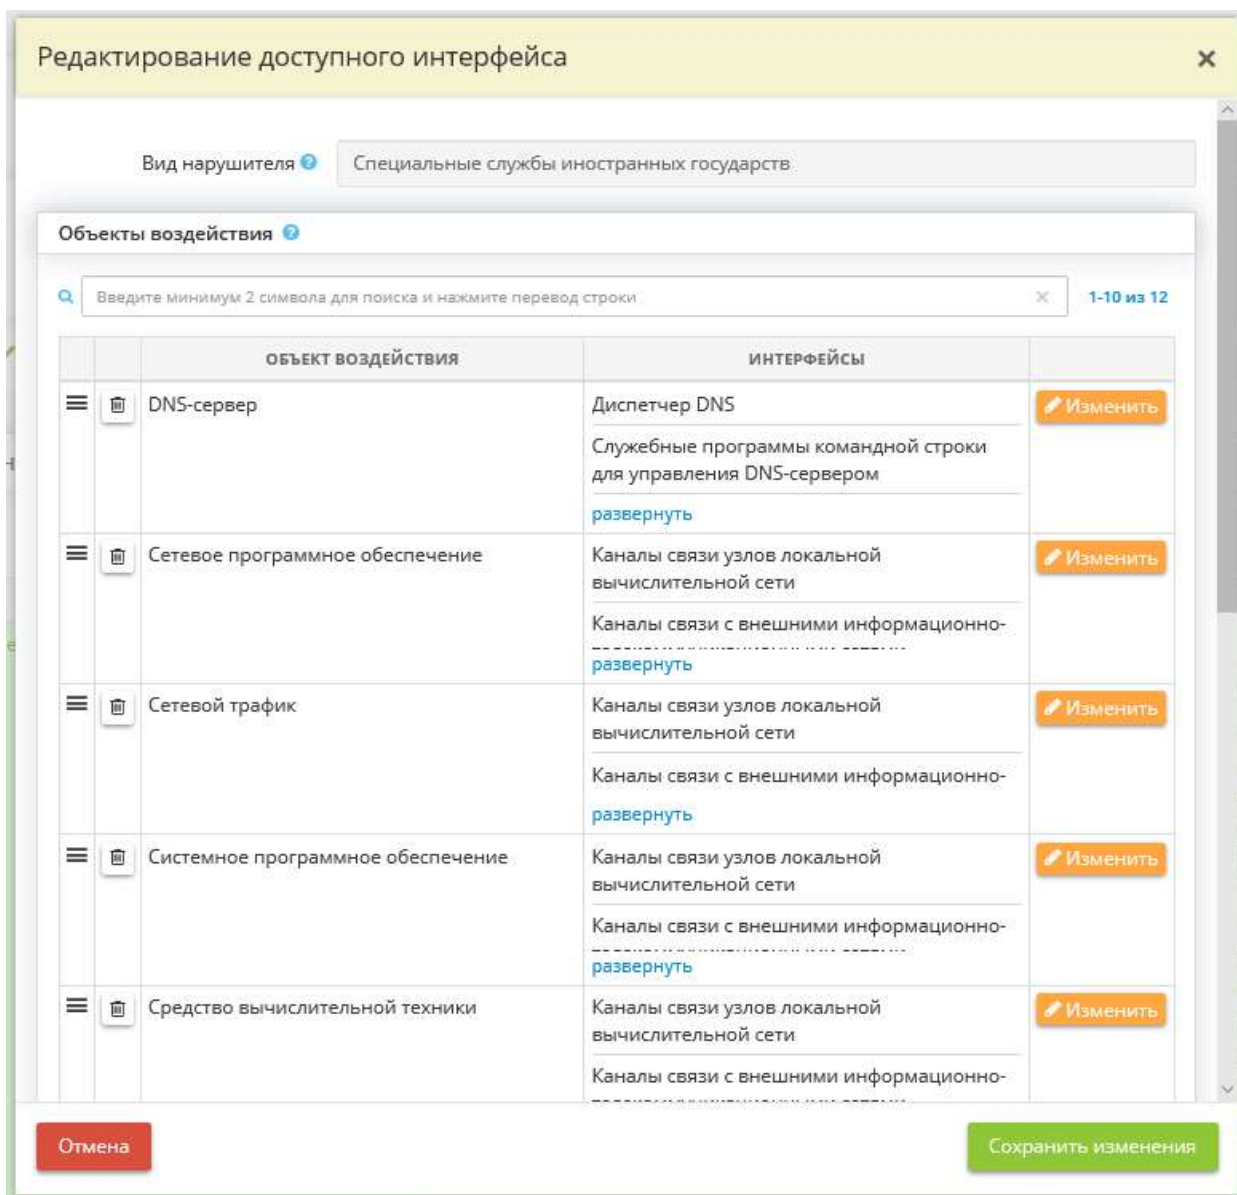 Редактирование доступного интерфейса ×
Вид нарушителя ? Специальные службы иностранных государств
Объекты воздействия ?
Введите минимум 2 символа для поиска и нажмите перевод строки × 1-10 из 12
ОБЪЕКТ ВОЗДЕЙСТВИЯ ИНТЕРФЕЙСЫ
DNS-сервер Диспетчер DNS Изменить
Служебные программы командной строки
для управления DNS-сервером
развернуть
Сетевое программное обеспечение Каналы связи узлов локальной Изменить
вычислительной сети
Каналы связи с внешними информационно-
развернуть
Сетевой трафик Каналы связи узлов локальной Изменить
вычислительной сети
Каналы связи с внешними информационно-
развернуть
Системное программное обеспечение Каналы связи узлов локальной Изменить
вычислительной сети
Каналы связи с внешними информационно-
развернуть
Средство вычислительной техники Каналы связи узлов локальной Изменить
вычислительной сети
Каналы связи с внешними информационно-
Отмена Сохранить изменения